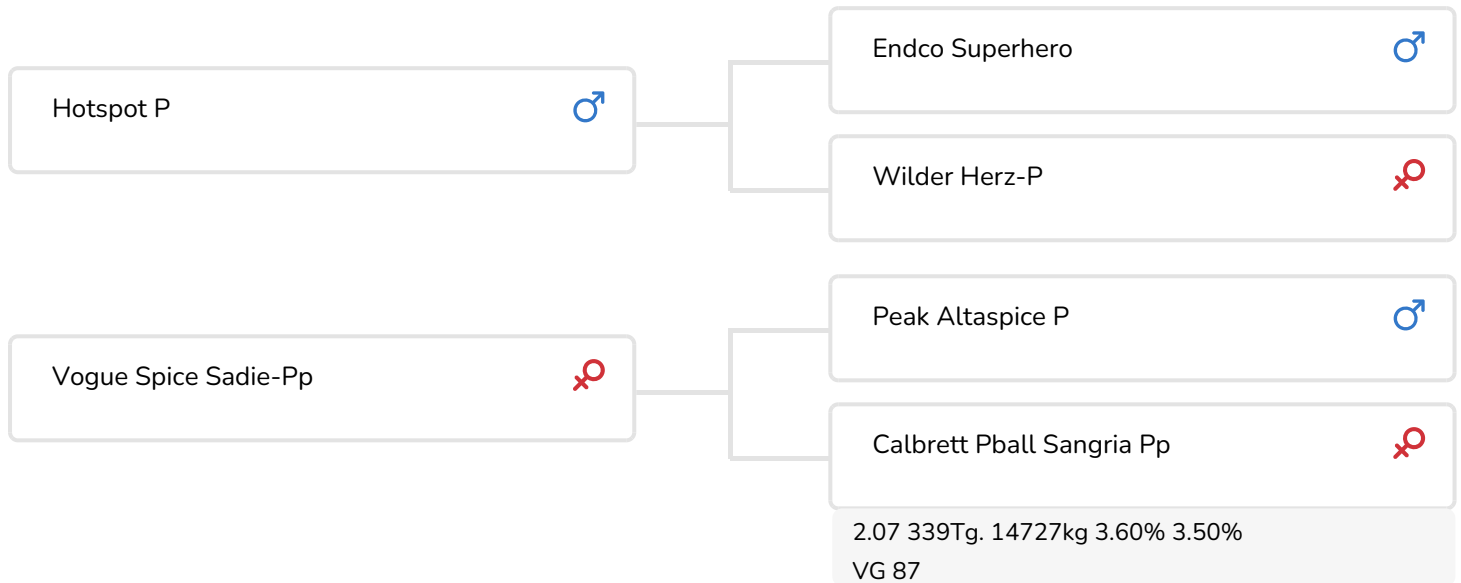 Hotspot P
Endco Superhero
Wilder Herz-P
Vogue Spice Sadie-Pp
Peak Altaspice P
Calbrett Pball Sangria Pp
2.07 339Tg. 14727kg 3.60% 3.50%
VG 87